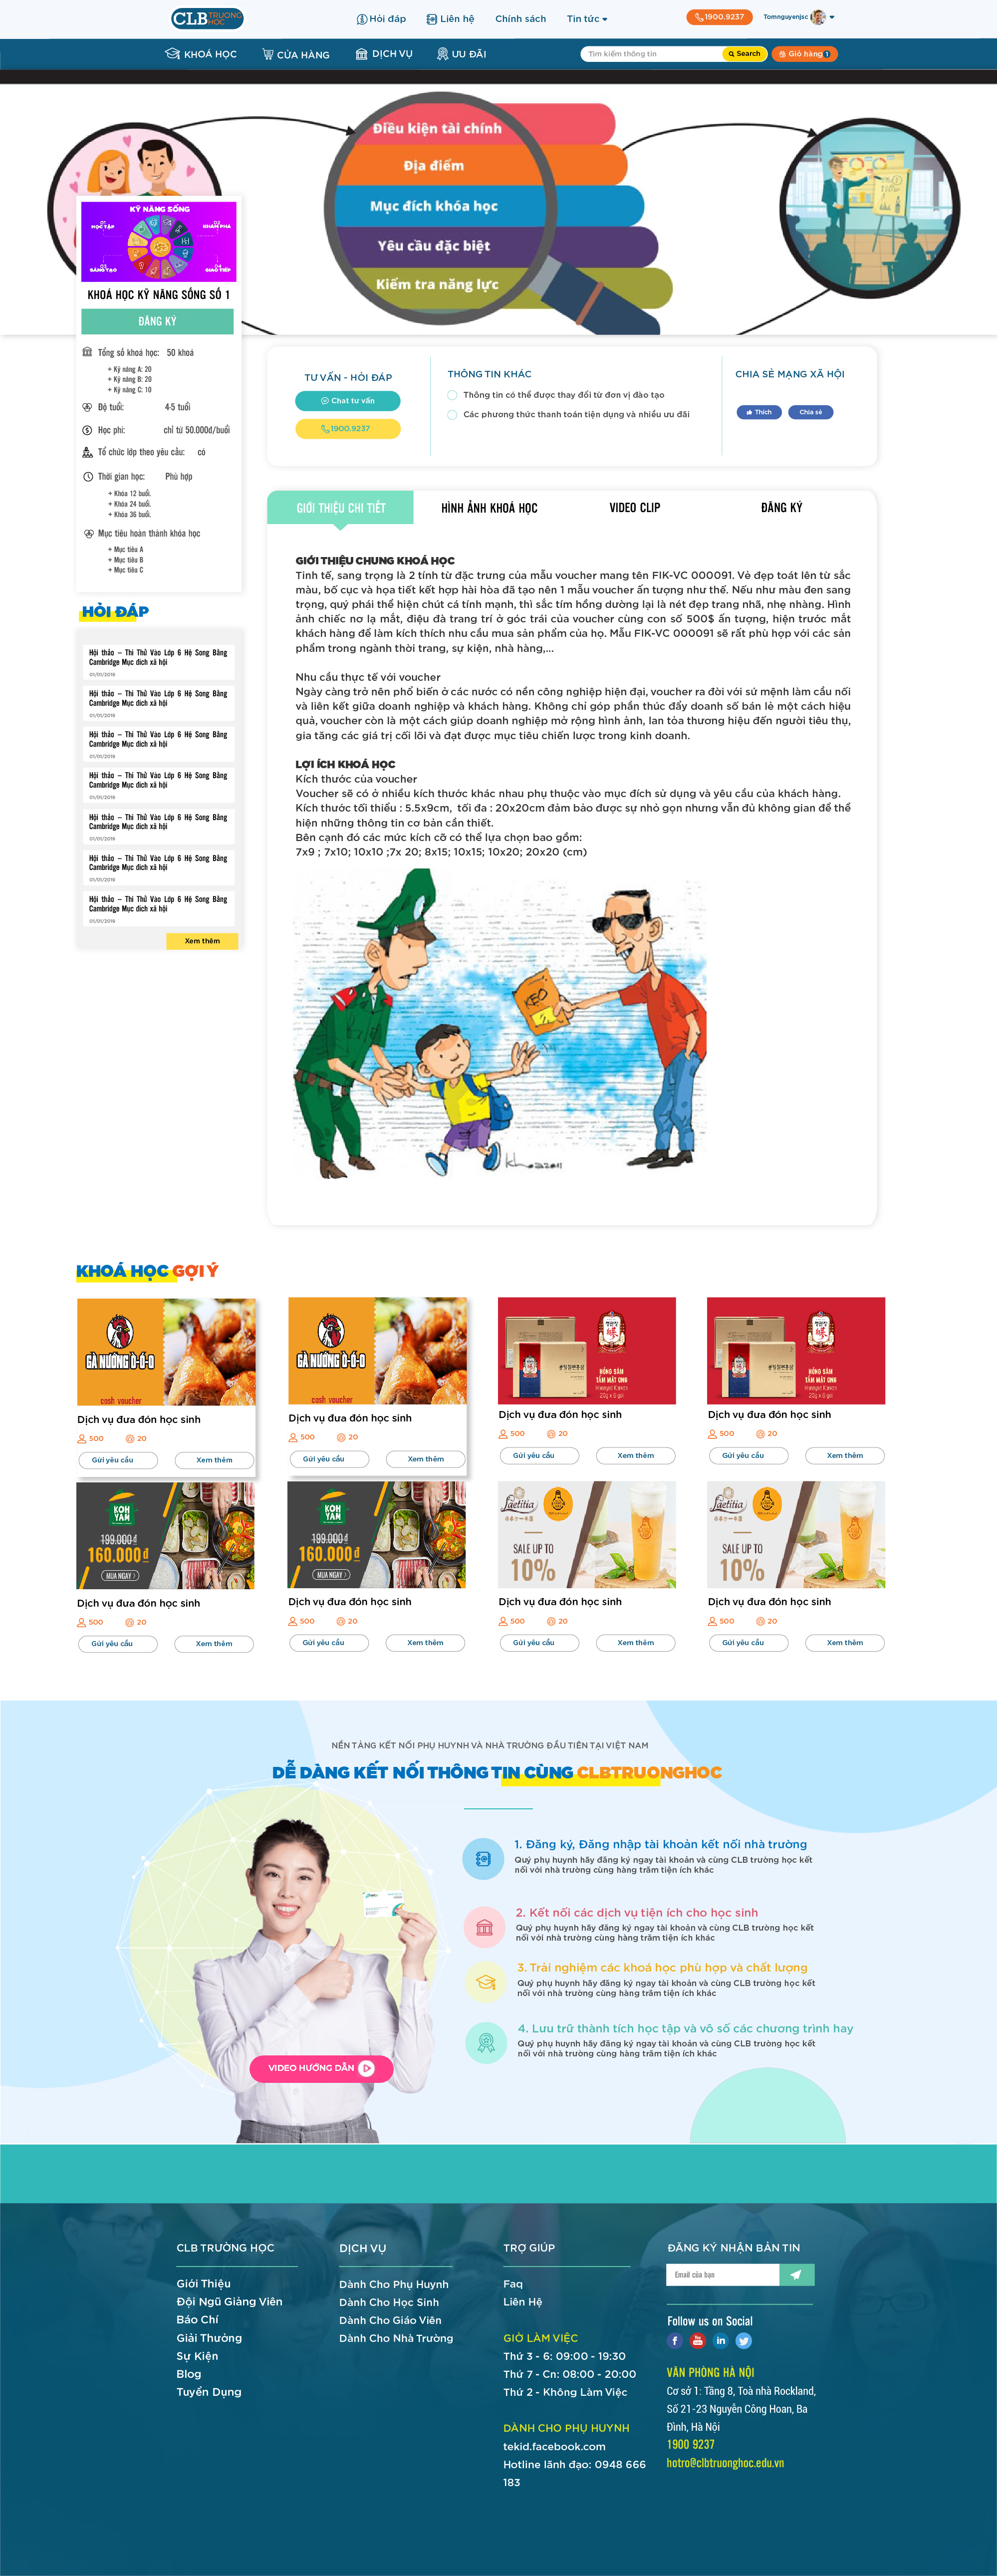 CLB TRƯỜNG HỌC
Hỏi đáp
Liên hệ
Chính sách
Tin tức
1900.9237
Tomnguyenjsc
KHOÁ HỌC
CỬA HÀNG
DỊCH VỤ
ƯU ĐÃI
Tìm kiếm thông tin
Search
Giỏ hàng 1
Điều kiện tài chính
Địa điểm
Mục đích khóa học
Yêu cầu đặc biệt
Kiểm tra năng lực
KỸ NĂNG SỐNG
01
HỌC TẬP
02
KHÁM PHÁ
03
SÁNG TẠO
04
GIAO TIẾP
KHOÁ HỌC KỸ NĂNG SỐNG SỐ 1
ĐĂNG KÝ
Tổng số khoá học: 50 khoá
+ Kỹ năng A: 20
+ Kỹ năng B: 20
+ Kỹ năng C: 10
Độ tuổi: 4-5 tuổi
Học phí: chỉ từ 50.000đ/buổi
Tổ chức lớp theo yêu cầu: có
Thời gian học: Phù hợp
+ Khóa 12 buổi.
+ Khóa 24 buổi.
+ Khóa 36 buổi.
Mục tiêu hoàn thành khóa học
+ Mục tiêu A
+ Mục tiêu B
+ Mục tiêu C
TƯ VẤN - HỎI ĐÁP
Chat tư vấn
1900.9237
THÔNG TIN KHÁC
Thông tin có thể được thay đổi từ đơn vị đào tạo
Các phương thức thanh toán tiện dụng và nhiều ưu đãi
CHIA SẺ MẠNG XÃ HỘI
Thích
Chia sẻ
HỎI ĐÁP
Hội thảo – Thi Thử Vào Lớp 6 Hệ Song Bằng
Cambridge Mục đích xã hội
01/01/2019
Hội thảo – Thi Thử Vào Lớp 6 Hệ Song Bằng
Cambridge Mục đích xã hội
01/01/2019
Hội thảo – Thi Thử Vào Lớp 6 Hệ Song Bằng
Cambridge Mục đích xã hội
01/01/2019
Hội thảo – Thi Thử Vào Lớp 6 Hệ Song Bằng
Cambridge Mục đích xã hội
01/01/2019
Hội thảo – Thi Thử Vào Lớp 6 Hệ Song Bằng
Cambridge Mục đích xã hội
01/01/2019
Hội thảo – Thi Thử Vào Lớp 6 Hệ Song Bằng
Cambridge Mục đích xã hội
01/01/2019
Hội thảo – Thi Thử Vào Lớp 6 Hệ Song Bằng
Cambridge Mục đích xã hội
01/01/2019
Xem thêm
GIỚI THIỆU CHI TIẾT
HÌNH ẢNH KHOÁ HỌC
VIDEO CLIP
ĐĂNG KÝ
GIỚI THIỆU CHUNG KHOÁ HỌC
Tinh tế, sang trọng là 2 tính từ đặc trưng của mẫu voucher mang tên FIK-VC 000091. Vẻ đẹp toát lên từ sắc
màu, bố cục và họa tiết kết hợp hài hòa đã tạo nên 1 mẫu voucher ấn tượng như thế. Nếu như màu đen sang
trọng, quý phái thể hiện chút cá tính mạnh, thì sắc tím hồng dường lại là nét đẹp trang nhã, nhẹ nhàng. Hình
ảnh chiếc nơ lạ mắt, điệu đà trang trí ở góc trái của voucher cùng con số 500$ ấn tượng, hiện trước mắt
khách hàng để làm kích thích nhu cầu mua sản phẩm của họ. Mẫu FIK-VC 000091 sẽ rất phù hợp với các sản
phẩm trong ngành thời trang, sự kiện, nhà hàng,...
Nhu cầu thực tế với voucher
Ngày càng trở nên phổ biến ở các nước có nền công nghiệp hiện đại, voucher ra đời với sứ mệnh làm cầu nối
và liên kết giữa doanh nghiệp và khách hàng. Không chỉ góp phần thúc đẩy doanh số bán lẻ một cách hiệu
quả, voucher còn là một cách giúp doanh nghiệp mở rộng hình ảnh, lan tỏa thương hiệu đến người tiêu thụ,
gia tăng các giá trị cối lõi và đạt được mục tiêu chiến lược trong kinh doanh.
LỢI ÍCH KHOÁ HỌC
Kích thước của voucher
Voucher sẽ có ở nhiều kích thước khác nhau phụ thuộc vào mục đích sử dụng và yêu cầu của khách hàng.
Kích thước tối thiểu : 5.5x9cm, tối đa : 20x20cm đảm bảo được sự nhỏ gọn nhưng vẫn đủ không gian để thể
hiện những thông tin cơ bản cần thiết.
Bên cạnh đó các mức kích cỡ có thể lựa chọn bao gồm:
7x9 ; 7x10; 10x10 ;7x 20; 8x15; 10x15; 10x20; 20x20 (cm)
KẸO
KHOÁ HỌC GỢI Ý
GÀ NƯỚNG Ò-Ó-O
cash voucher
Dịch vụ đưa đón học sinh
500 20
Gửi yêu cầu Xem thêm
GÀ NƯỚNG Ò-Ó-O
cash voucher
Dịch vụ đưa đón học sinh
500 20
Gửi yêu cầu Xem thêm
HỒNG SÂM
TẨM MẬT ONG
20g x 6 gói
Dịch vụ đưa đón học sinh
500 20
Gửi yêu cầu Xem thêm
HỒNG SÂM
TẨM MẬT ONG
20g x 6 gói
Dịch vụ đưa đón học sinh
500 20
Gửi yêu cầu Xem thêm
KOH YAM
199.000đ
160.000đ
MUA NGAY
Dịch vụ đưa đón học sinh
500 20
Gửi yêu cầu Xem thêm
KOH YAM
199.000đ
160.000đ
MUA NGAY
Dịch vụ đưa đón học sinh
500 20
Gửi yêu cầu Xem thêm
Laetitia
SALE UP TO
10%
Dịch vụ đưa đón học sinh
500 20
Gửi yêu cầu Xem thêm
Laetitia
SALE UP TO
10%
Dịch vụ đưa đón học sinh
500 20
Gửi yêu cầu Xem thêm
NỀN TẢNG KẾT NỐI PHỤ HUYNH VÀ NHÀ TRƯỜNG ĐẦU TIÊN TẠI VIỆT NAM
DỄ DÀNG KẾT NỐI THÔNG TIN CÙNG CLBTRUONGHOC
1. Đăng ký, Đăng nhập tài khoản kết nối nhà trường
Quý phụ huynh hãy đăng ký ngay tài khoản và cùng CLB trường học kết
nối với nhà trường cùng hàng trăm tiện ích khác
2. Kết nối các dịch vụ tiện ích cho học sinh
Quý phụ huynh hãy đăng ký ngay tài khoản và cùng CLB trường học kết
nối với nhà trường cùng hàng trăm tiện ích khác
3. Trải nghiệm các khoá học phù hợp và chất lượng
Quý phụ huynh hãy đăng ký ngay tài khoản và cùng CLB trường học kết
nối với nhà trường cùng hàng trăm tiện ích khác
4. Lưu trữ thành tích học tập và vô số các chương trình hay
Quý phụ huynh hãy đăng ký ngay tài khoản và cùng CLB trường học kết
nối với nhà trường cùng hàng trăm tiện ích khác
VIDEO HƯỚNG DẪN
CLB TRƯỜNG HỌC
Giới Thiệu
Đội Ngũ Giảng Viên
Báo Chí
Giải Thưởng
Sự Kiện
Blog
Tuyển Dụng
DỊCH VỤ
Dành Cho Phụ Huynh
Dành Cho Học Sinh
Dành Cho Giáo Viên
Dành Cho Nhà Trường
TRỢ GIÚP
Faq
Liên Hệ
GIỜ LÀM VIỆC
Thứ 3 - 6: 09:00 - 19:30
Thứ 7 - Cn: 08:00 - 20:00
Thứ 2 - Không Làm Việc
DÀNH CHO PHỤ HUYNH
tekid.facebook.com
Hotline lãnh đạo: 0948 666
183
ĐĂNG KÝ NHẬN BẢN TIN
Email của bạn
Follow us on Social
VĂN PHÒNG HÀ NỘI
Cơ sở 1: Tầng 8, Toà nhà Rockland,
Số 21-23 Nguyễn Công Hoan, Ba
Đình, Hà Nội
1900 9237
hotro@clbtruonghoc.edu.vn